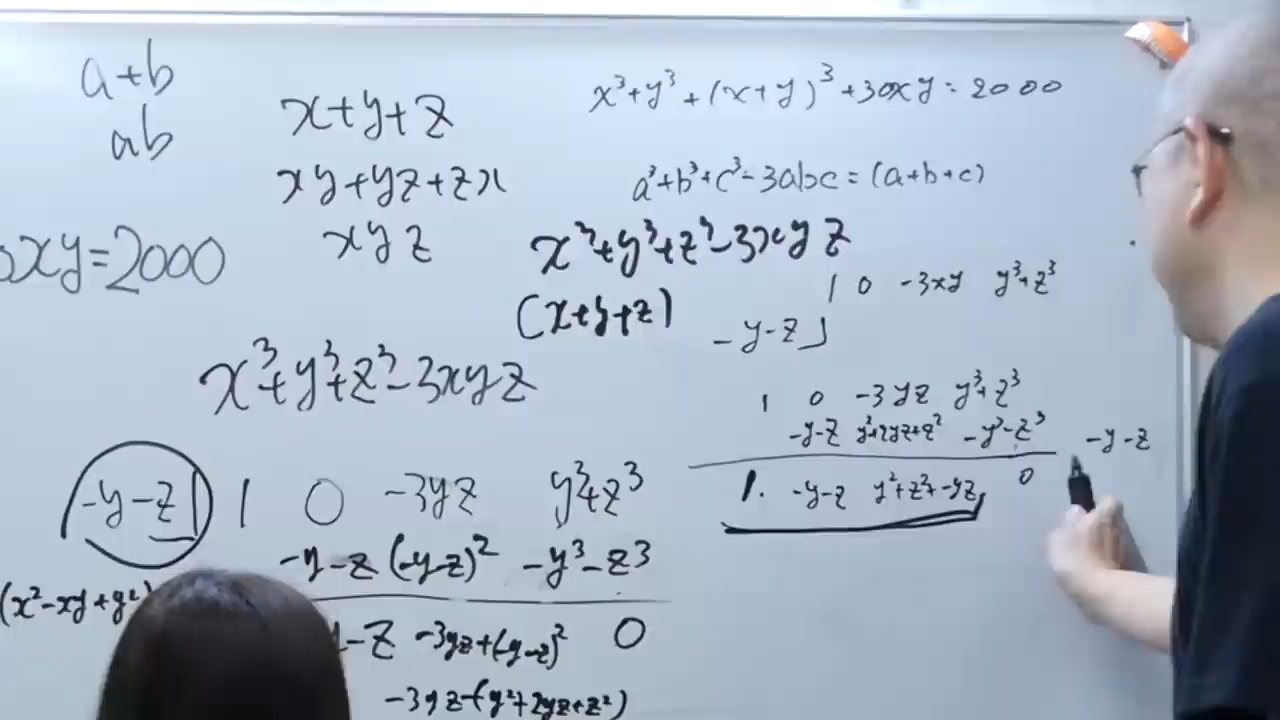 a+b
ab
x+y+z
xy+yz+zx
xyz
xy=2000
x³+y³+z³-3xyz
-y-z 1 0 -3yz y³+z³
-y-z (-y-z)² -y³-z³
(x²-xy+y²)
-z -3yz+(-y-z)² 0
-3yz-(y²+2yz+z²)
x³+y³+(x+y)³+30xy=2000
a³+b³+c³-3abc=(a+b+c)
x³+y³+z³-3xyz
(x+y+z)
1 0 -3xy y³+z³
-y-z
1 0 -3yz y³+z³
-y-z y²+2yz+z² -y³-z³ -y-z
1. -y-z y²+z²+-yz 0